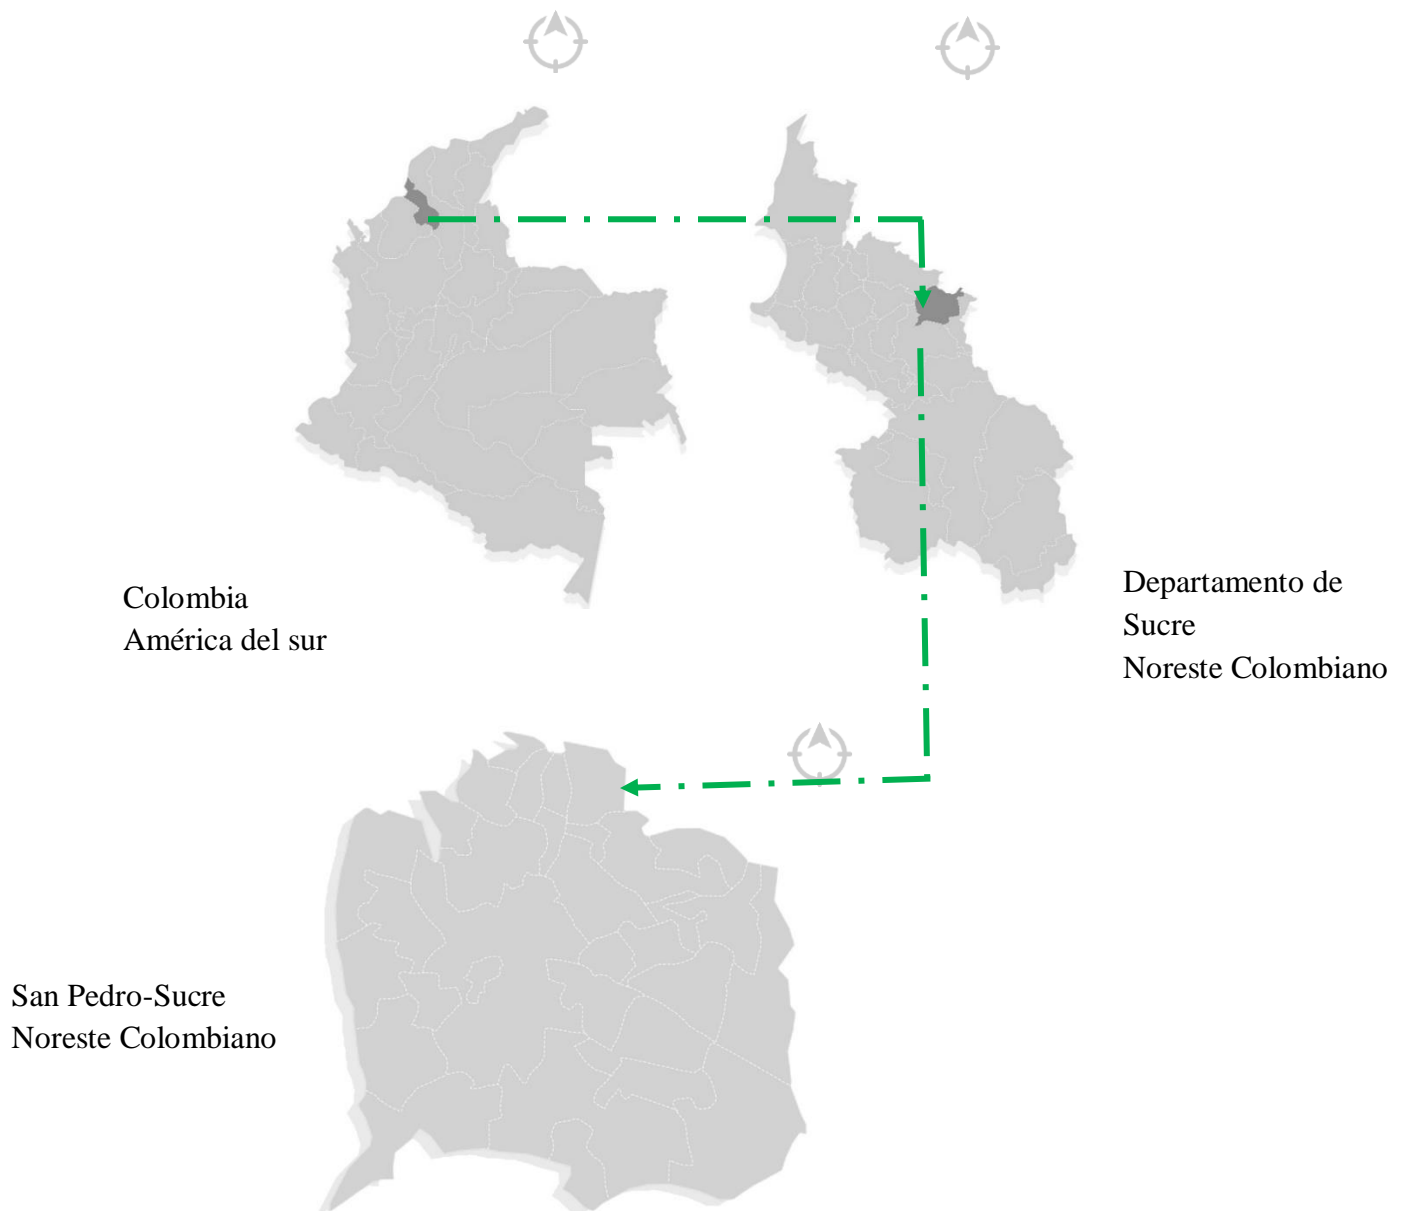 Colombia
América del sur
Departamento de
Sucre
Noreste Colombiano
San Pedro-Sucre
Noreste Colombiano